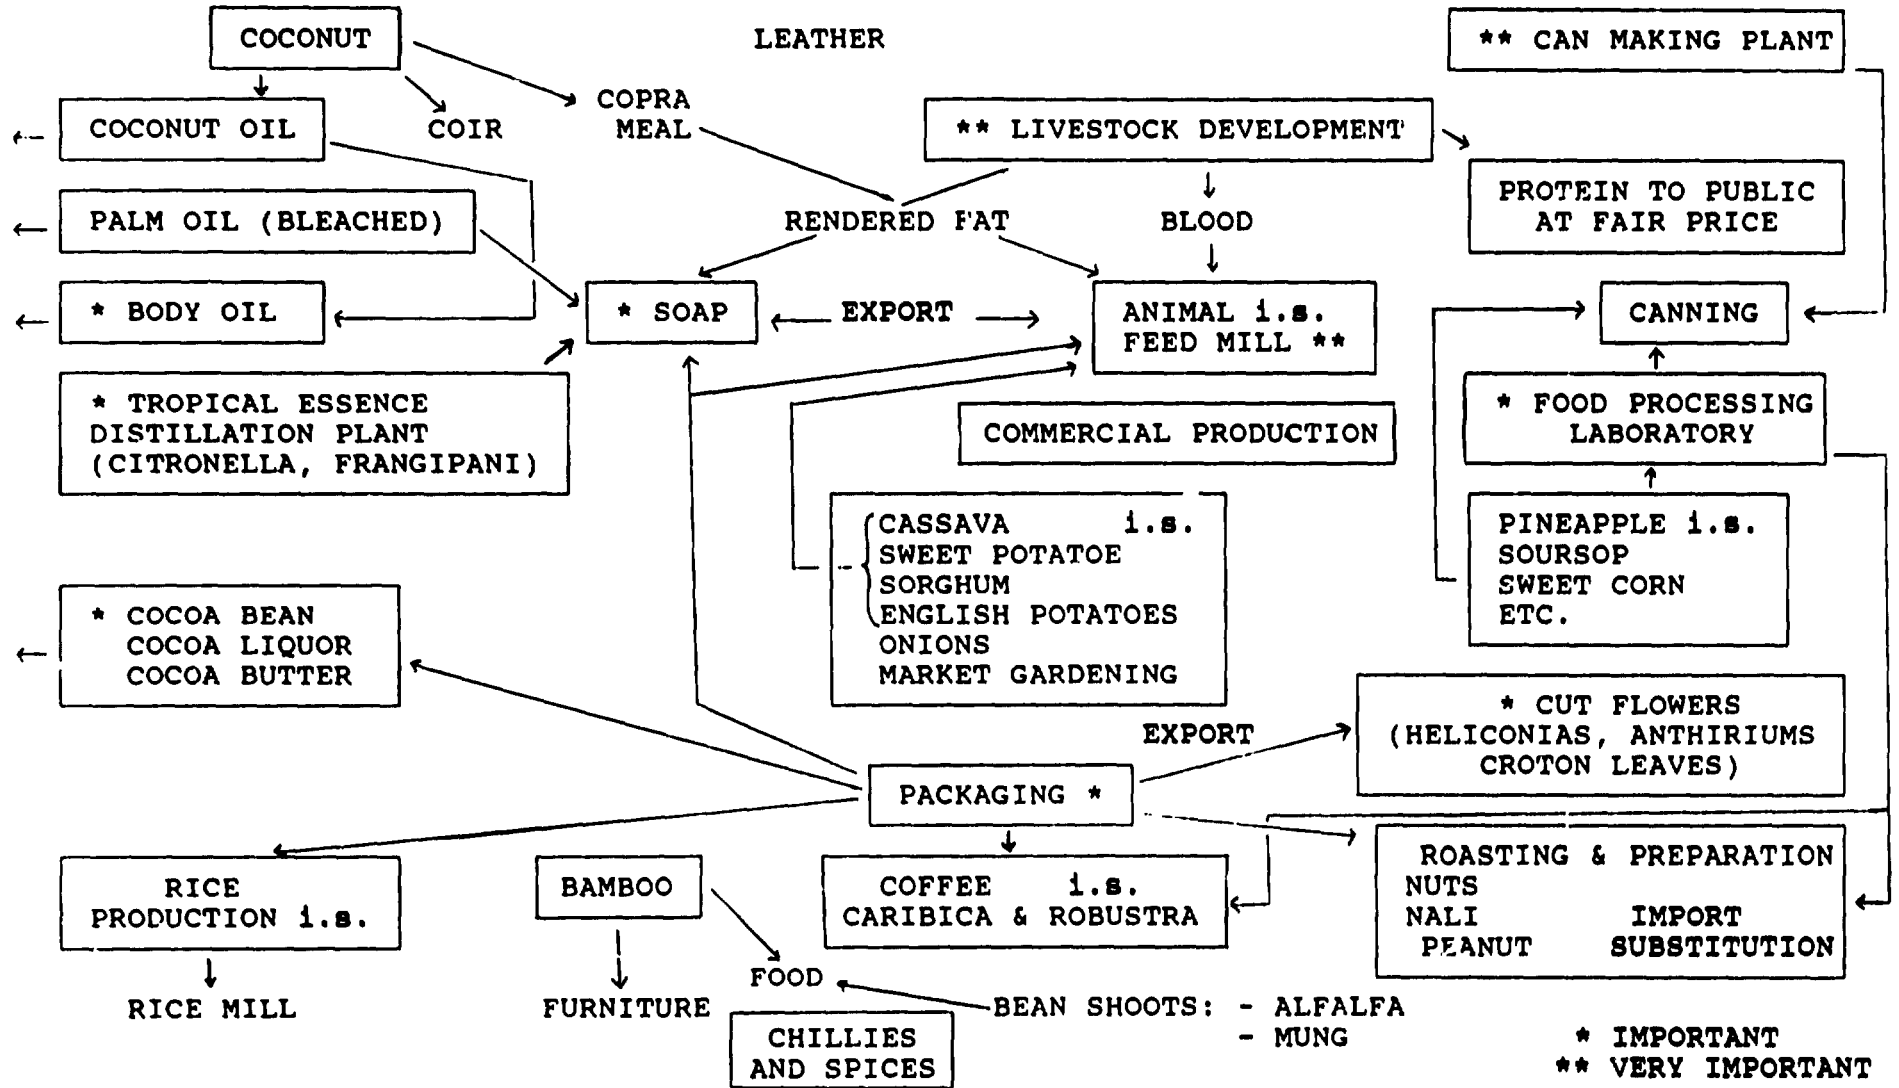 COCONUT
LEATHER
** CAN MAKING PLANT
COPRA
MEAL
COCONUT OIL
COIR
** LIVESTOCK DEVELOPMENT
PROTEIN TO PUBLIC
AT FAIR PRICE
PALM OIL (BLEACHED)
RENDERED FAT
BLOOD
* BODY OIL
* SOAP
EXPORT
ANIMAL i.s.
FEED MILL **
CANNING
* TROPICAL ESSENCE
DISTILLATION PLANT
(CITRONELLA, FRANGIPANI)
COMMERCIAL PRODUCTION
* FOOD PROCESSING
LABORATORY
CASSAVA i.s.
SWEET POTATOE
SORGHUM
ENGLISH POTATOES
ONIONS
MARKET GARDENING
PINEAPPLE i.s.
SOURSOP
SWEET CORN
ETC.
* COCOA BEAN
COCOA LIQUOR
COCOA BUTTER
EXPORT
* CUT FLOWERS
(HELICONIAS, ANTHIRIUMS
CROTON LEAVES)
PACKAGING *
RICE
PRODUCTION i.s.
BAMBOO
COFFEE i.s.
CARIBICA & ROBUSTRA
ROASTING & PREPARATION
NUTS
NALI IMPORT
PEANUT SUBSTITUTION
RICE MILL
FURNITURE
FOOD
BEAN SHOOTS: - ALFALFA
- MUNG
CHILLIES
AND SPICES
* IMPORTANT
** VERY IMPORTANT